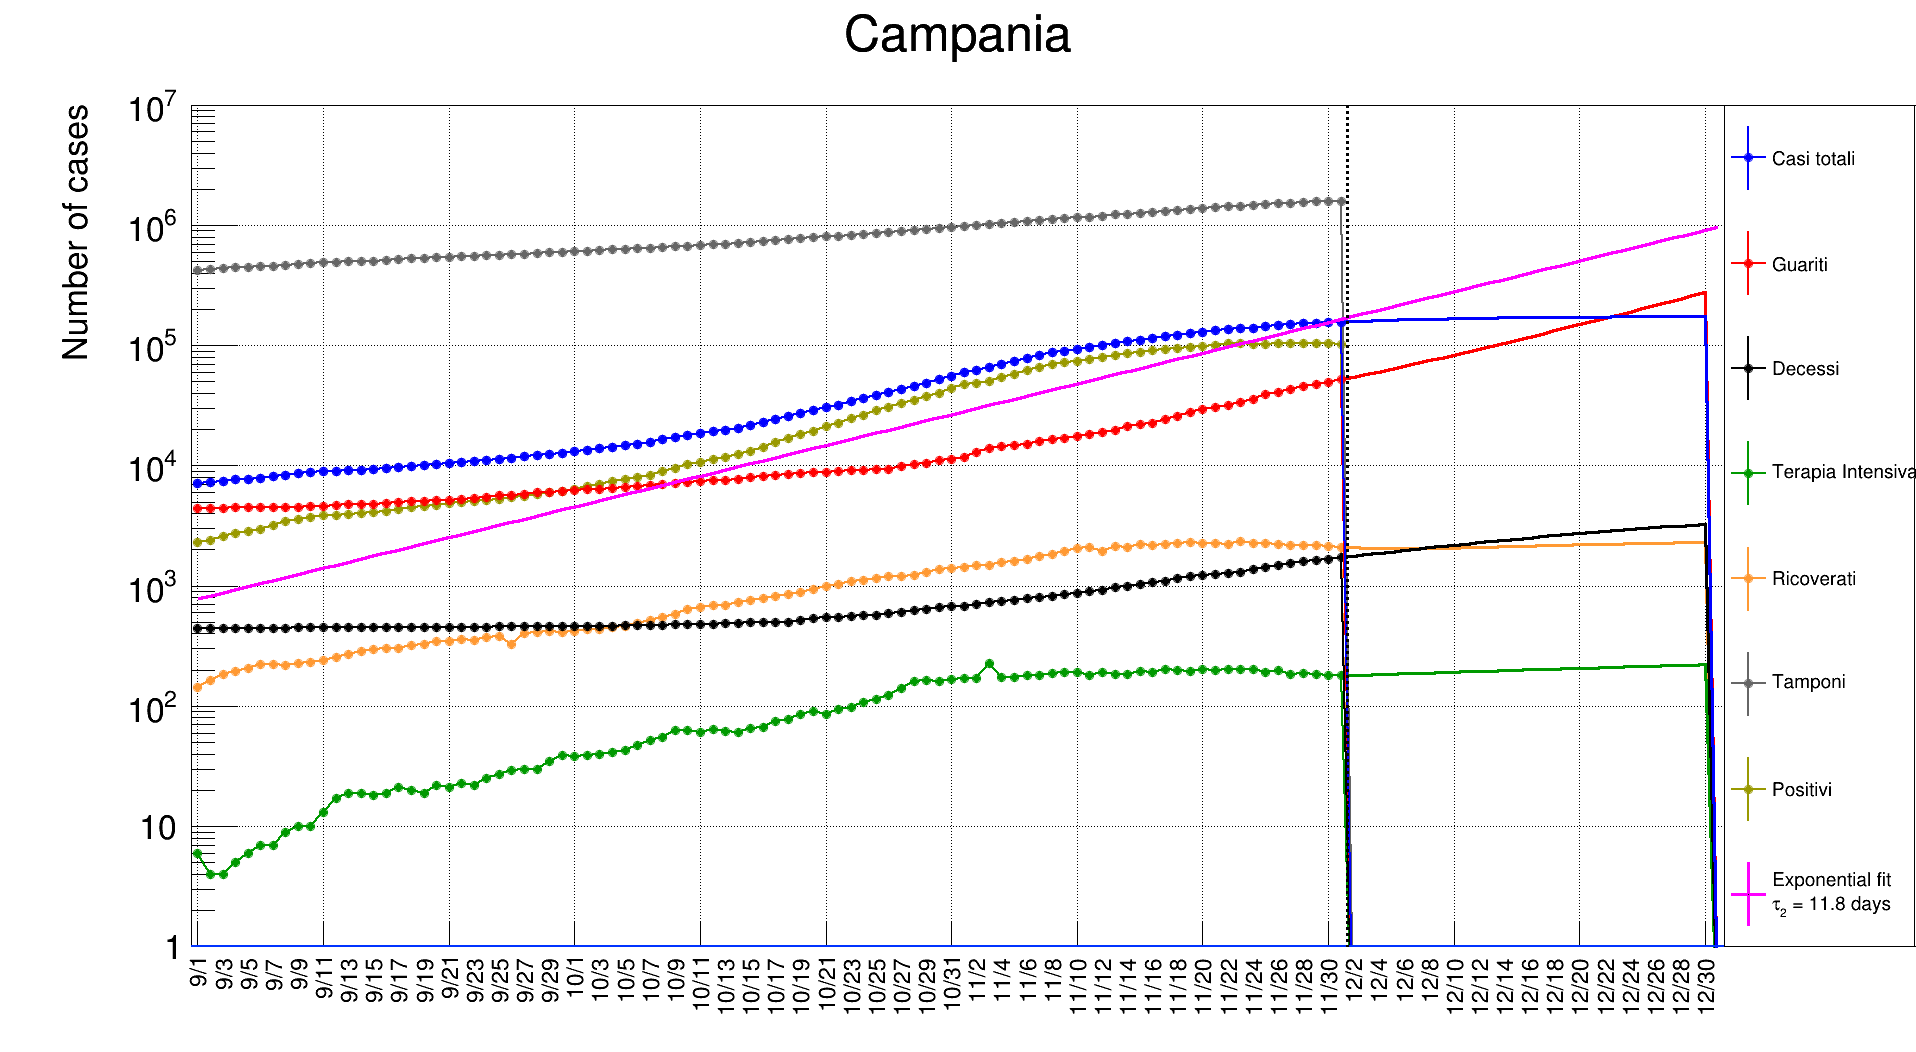 Campania
Number of cases
10^7
10^6
10^5
10^4
10^3
10^2
10
1
9/1 9/3 9/5 9/7 9/9 9/11 9/13 9/15 9/17 9/19 9/21 9/23 9/25 9/27 9/29 10/1 10/3 10/5 10/7 10/9 10/11 10/13 10/15 10/17 10/19 10/21 10/23 10/25 10/27 10/29 10/31 11/2 11/4 11/6 11/8 11/10 11/12 11/14 11/16 11/18 11/20 11/22 11/24 11/26 11/28 11/30 12/2 12/4 12/6 12/8 12/10 12/12 12/14 12/16 12/18 12/20 12/22 12/24 12/26 12/28 12/30
Casi totali
Guariti
Decessi
Terapia Intensiva
Ricoverati
Tamponi
Positivi
Exponential fit
τ₂ = 11.8 days